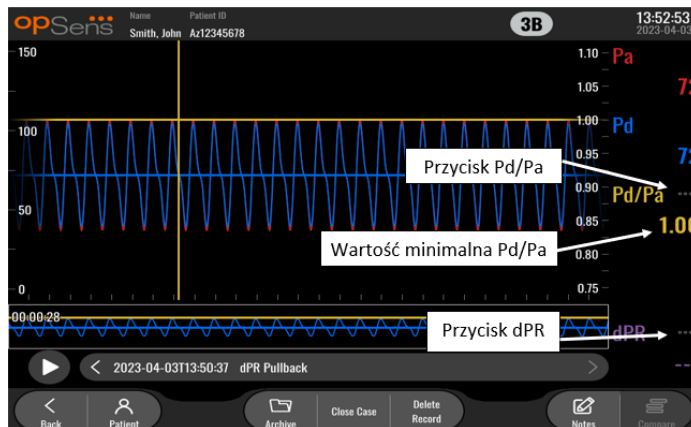 opSens
Name Patient ID
Smith, John Az12345678
3B
13:52:53
2023-04-03
150
100
50
0
1.10
1.05
1.00
0.95
0.90
0.85
0.80
0.75
Pa
Pd
Przycisk Pd/Pa
Pd/Pa
---
Wartość minimalna Pd/Pa
00:00:28
Przycisk dPR
dPR
---
--
2023-04-03T13:50:37 dPR Pullback
Back
Patient
Archive
Close Case
Delete
Record
Notes
Compare